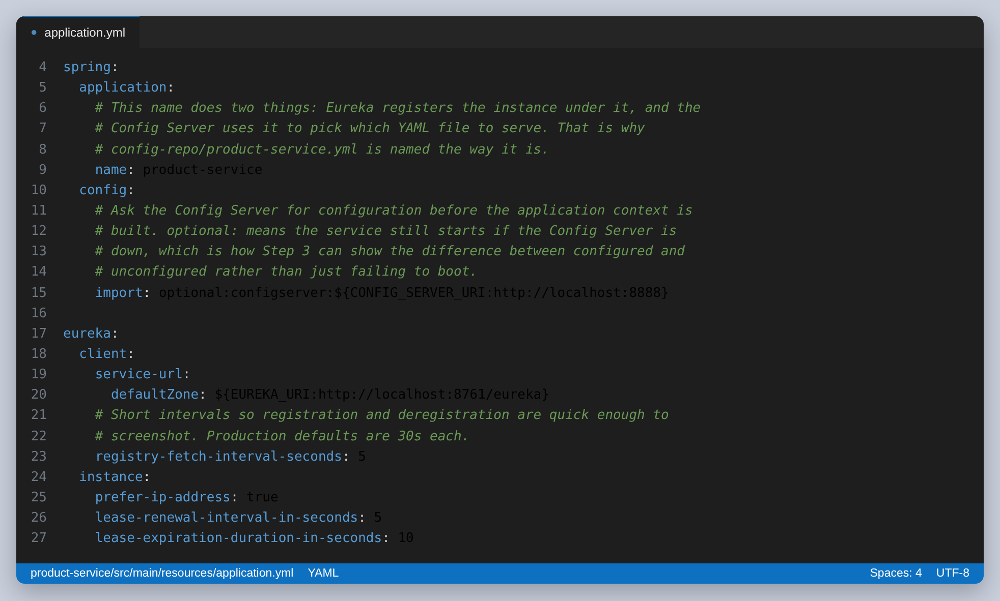 application.yml
4 spring:
5   application:
6     # This name does two things: Eureka registers the instance under it, and the
7     # Config Server uses it to pick which YAML file to serve. That is why
8     # config-repo/product-service.yml is named the way it is.
9     name: product-service
10   config:
11     # Ask the Config Server for configuration before the application context is
12     # built. optional: means the service still starts if the Config Server is
13     # down, which is how Step 3 can show the difference between configured and
14     # unconfigured rather than just failing to boot.
15     import: optional:configserver:${CONFIG_SERVER_URI:http://localhost:8888}
16
17 eureka:
18   client:
19     service-url:
20       defaultZone: ${EUREKA_URI:http://localhost:8761/eureka}
21     # Short intervals so registration and deregistration are quick enough to
22     # screenshot. Production defaults are 30s each.
23     registry-fetch-interval-seconds: 5
24   instance:
25     prefer-ip-address: true
26     lease-renewal-interval-in-seconds: 5
27     lease-expiration-duration-in-seconds: 10
product-service/src/main/resources/application.yml YAML Spaces: 4 UTF-8